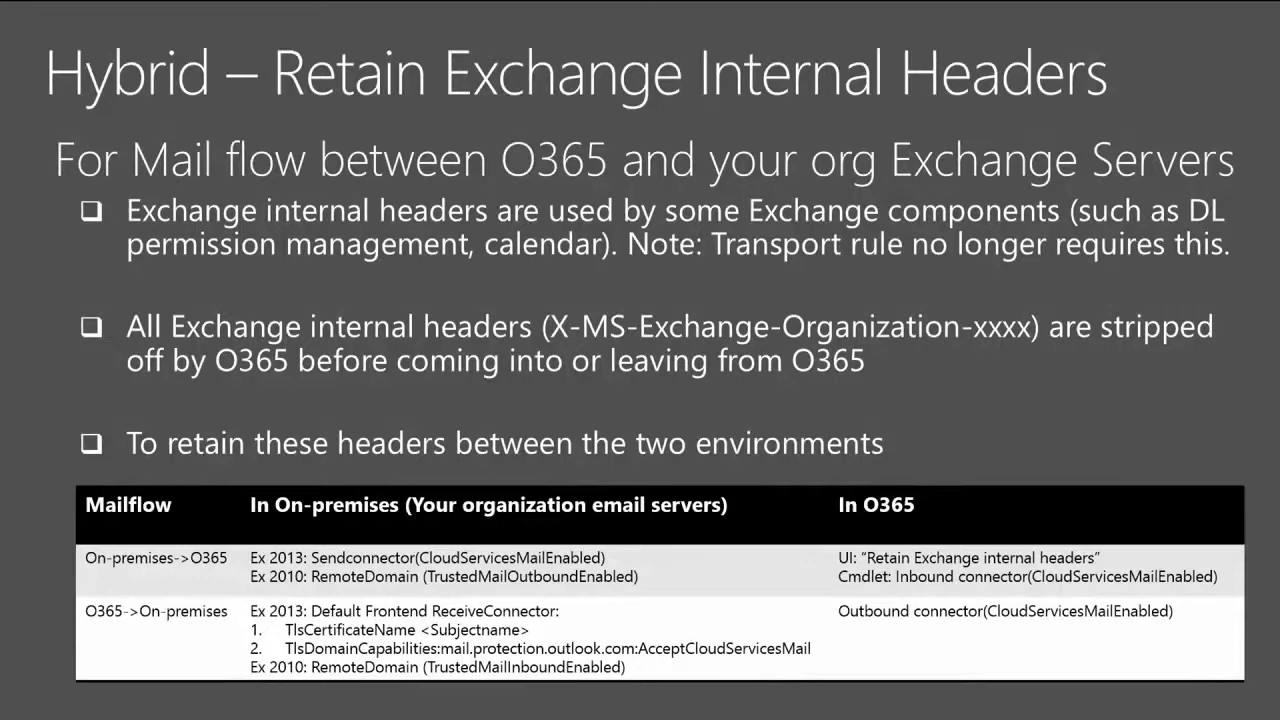 Hybrid – Retain Exchange Internal Headers
For Mail flow between O365 and your org Exchange Servers
❑ Exchange internal headers are used by some Exchange components (such as DL
permission management, calendar). Note: Transport rule no longer requires this.
❑ All Exchange internal headers (X-MS-Exchange-Organization-xxxx) are stripped
off by O365 before coming into or leaving from O365
❑ To retain these headers between the two environments
Mailflow In On-premises (Your organization email servers) In O365
On-premises->O365 Ex 2013: Sendconnector(CloudServicesMailEnabled) UI: “Retain Exchange internal headers”
Ex 2010: RemoteDomain (TrustedMailOutboundEnabled) Cmdlet: Inbound connector(CloudServicesMailEnabled)
O365->On-premises Ex 2013: Default Frontend ReceiveConnector: Outbound connector(CloudServicesMailEnabled)
1. TlsCertificateName <Subjectname>
2. TlsDomainCapabilities:mail.protection.outlook.com:AcceptCloudServicesMail
Ex 2010: RemoteDomain (TrustedMailInboundEnabled)